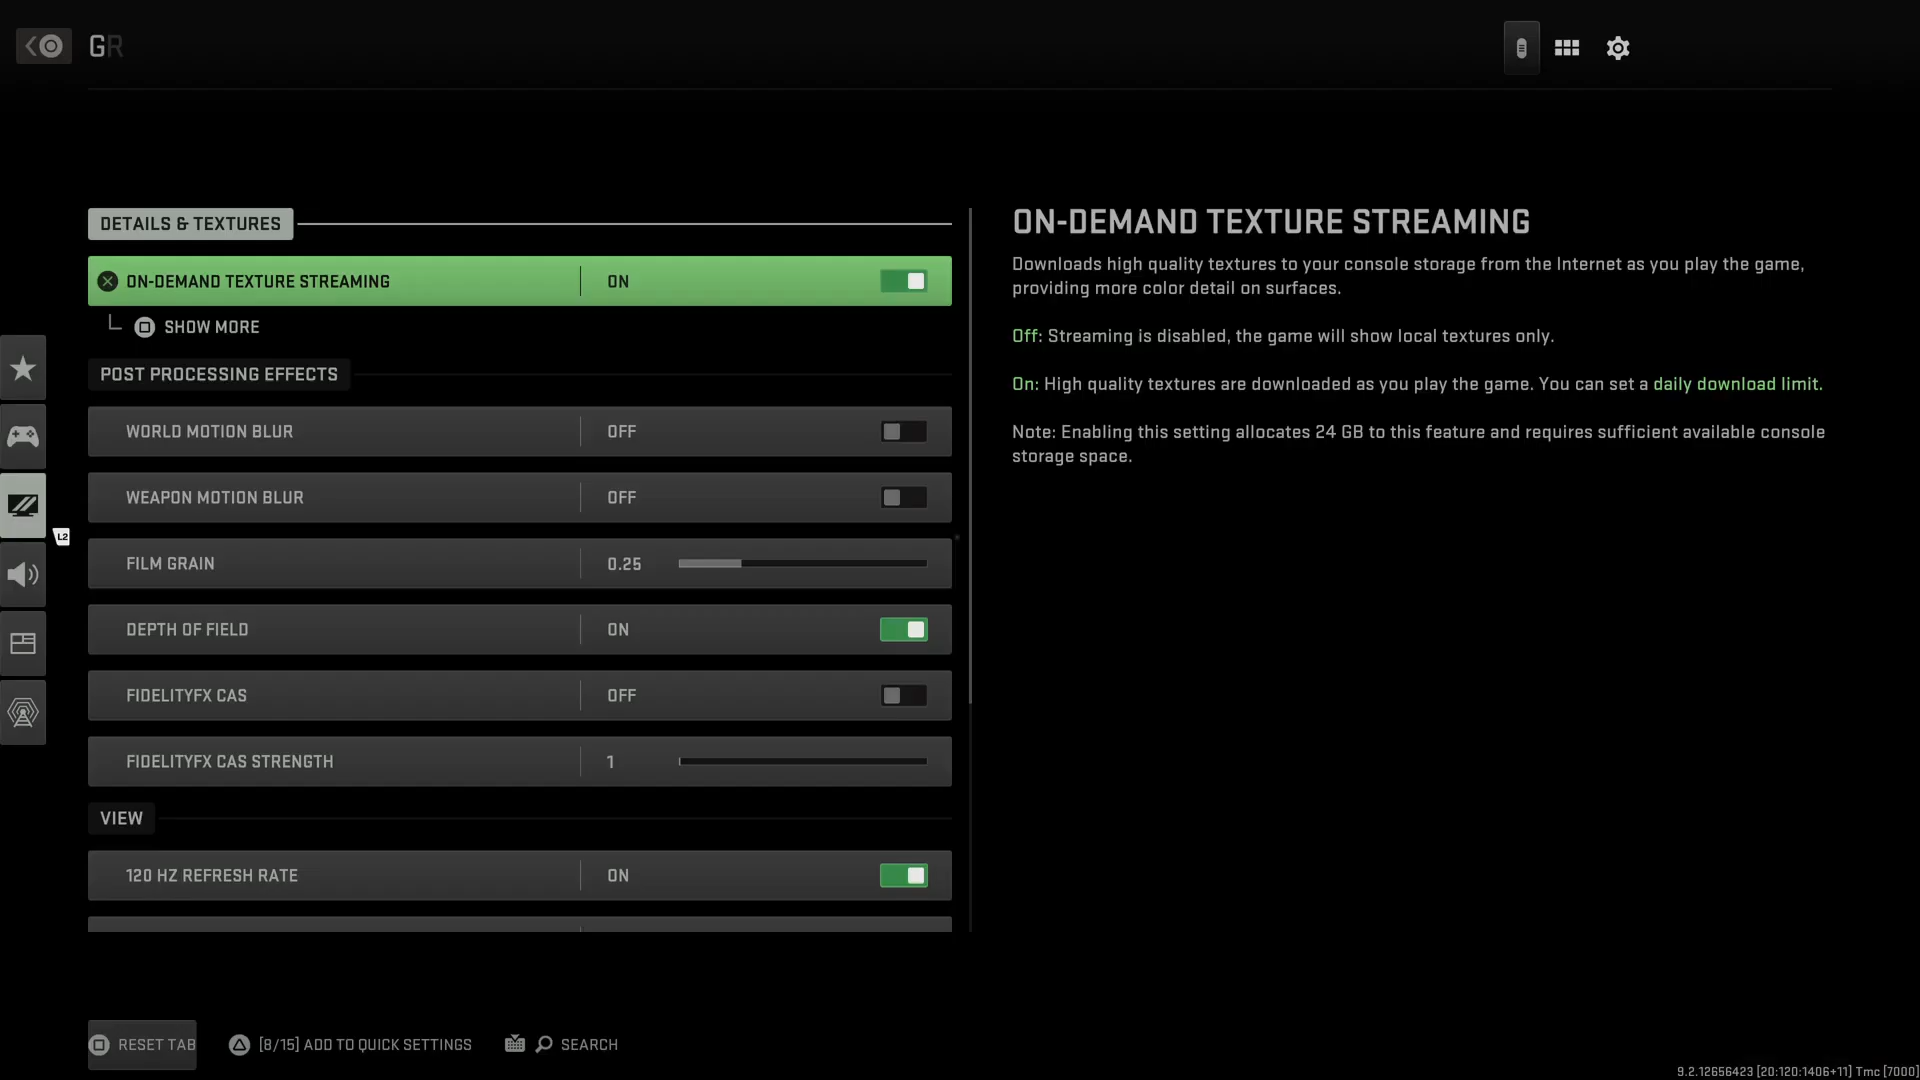 GR
DETAILS & TEXTURES
ON-DEMAND TEXTURE STREAMING ON
SHOW MORE
POST PROCESSING EFFECTS
WORLD MOTION BLUR OFF
WEAPON MOTION BLUR OFF
L2
FILM GRAIN 0.25
DEPTH OF FIELD ON
FIDELITYFX CAS OFF
FIDELITYFX CAS STRENGTH 1
VIEW
120 HZ REFRESH RATE ON
ON-DEMAND TEXTURE STREAMING
Downloads high quality textures to your console storage from the Internet as you play the game,
providing more color detail on surfaces.
Off: Streaming is disabled, the game will show local textures only.
On: High quality textures are downloaded as you play the game. You can set a daily download limit.
Note: Enabling this setting allocates 24 GB to this feature and requires sufficient available console
storage space.
RESET TAB [8/15] ADD TO QUICK SETTINGS SEARCH
9.2.12656423 [20:120:1406+11] Tmc [7000]